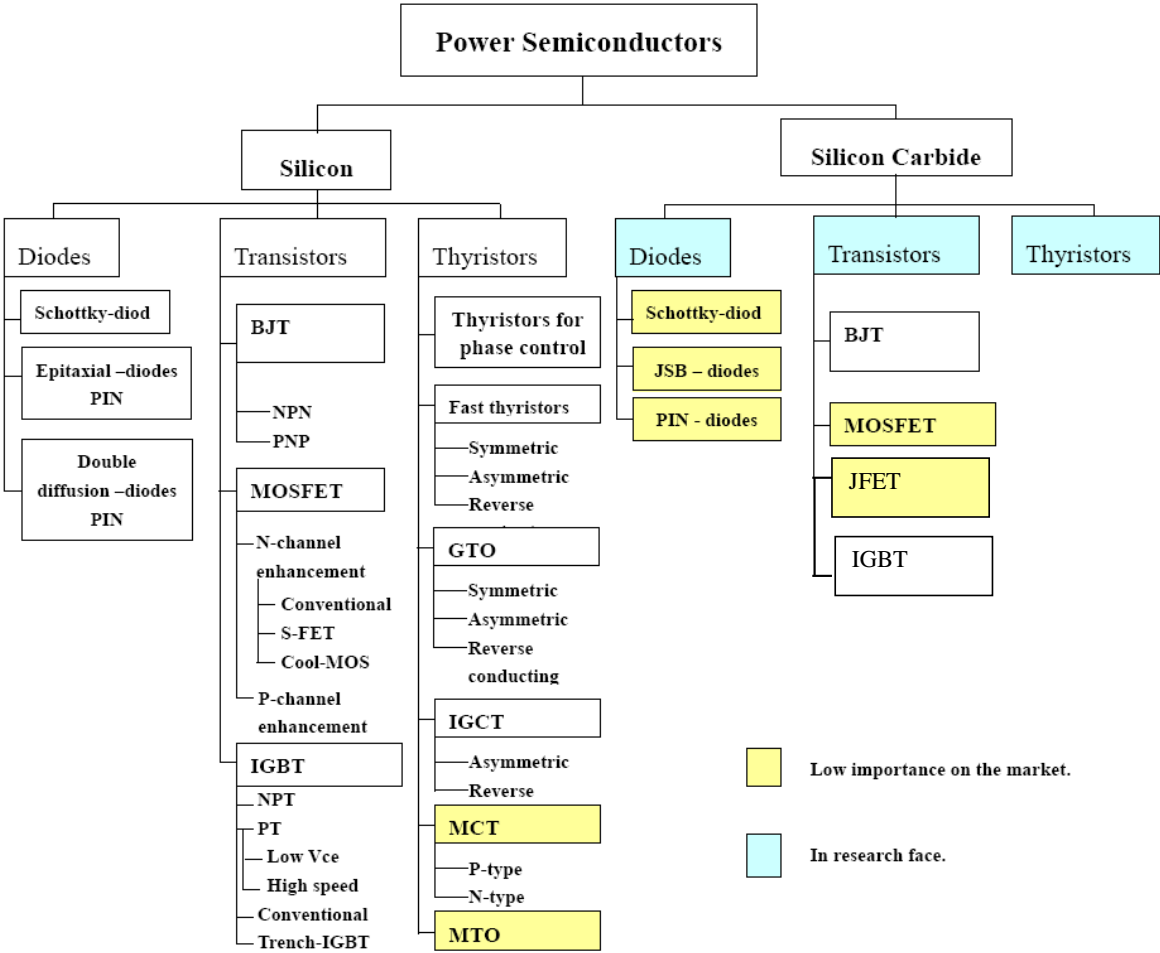 Power Semiconductors
Silicon
Silicon Carbide
Diodes
Transistors
Thyristors
Diodes
Transistors
Thyristors
Schottky-diod
Epitaxial –diodes
PIN
Double
diffusion –diodes
PIN
BJT
NPN
PNP
MOSFET
N-channel
enhancement
Conventional
S-FET
Cool-MOS
P-channel
enhancement
IGBT
NPT
PT
Low Vce
High speed
Conventional
Trench-IGBT
Thyristors for
phase control
Fast thyristors
Symmetric
Asymmetric
Reverse
GTO
Symmetric
Asymmetric
Reverse
conducting
IGCT
Asymmetric
Reverse
MCT
P-type
N-type
MTO
Schottky-diod
JSB – diodes
PIN - diodes
BJT
MOSFET
JFET
IGBT
Low importance on the market.
In research face.